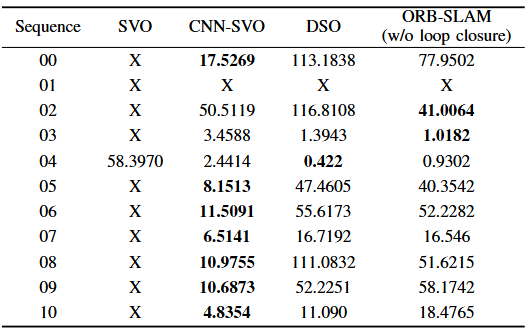 Sequence SVO CNN-SVO DSO ORB-SLAM (w/o loop closure)
00 X 17.5269 113.1838 77.9502
01 X X X X
02 X 50.5119 116.8108 41.0064
03 X 3.4588 1.3943 1.0182
04 58.3970 2.4414 0.422 0.9302
05 X 8.1513 47.4605 40.3542
06 X 11.5091 55.6173 52.2282
07 X 6.5141 16.7192 16.546
08 X 10.9755 111.0832 51.6215
09 X 10.6873 52.2251 58.1742
10 X 4.8354 11.090 18.4765